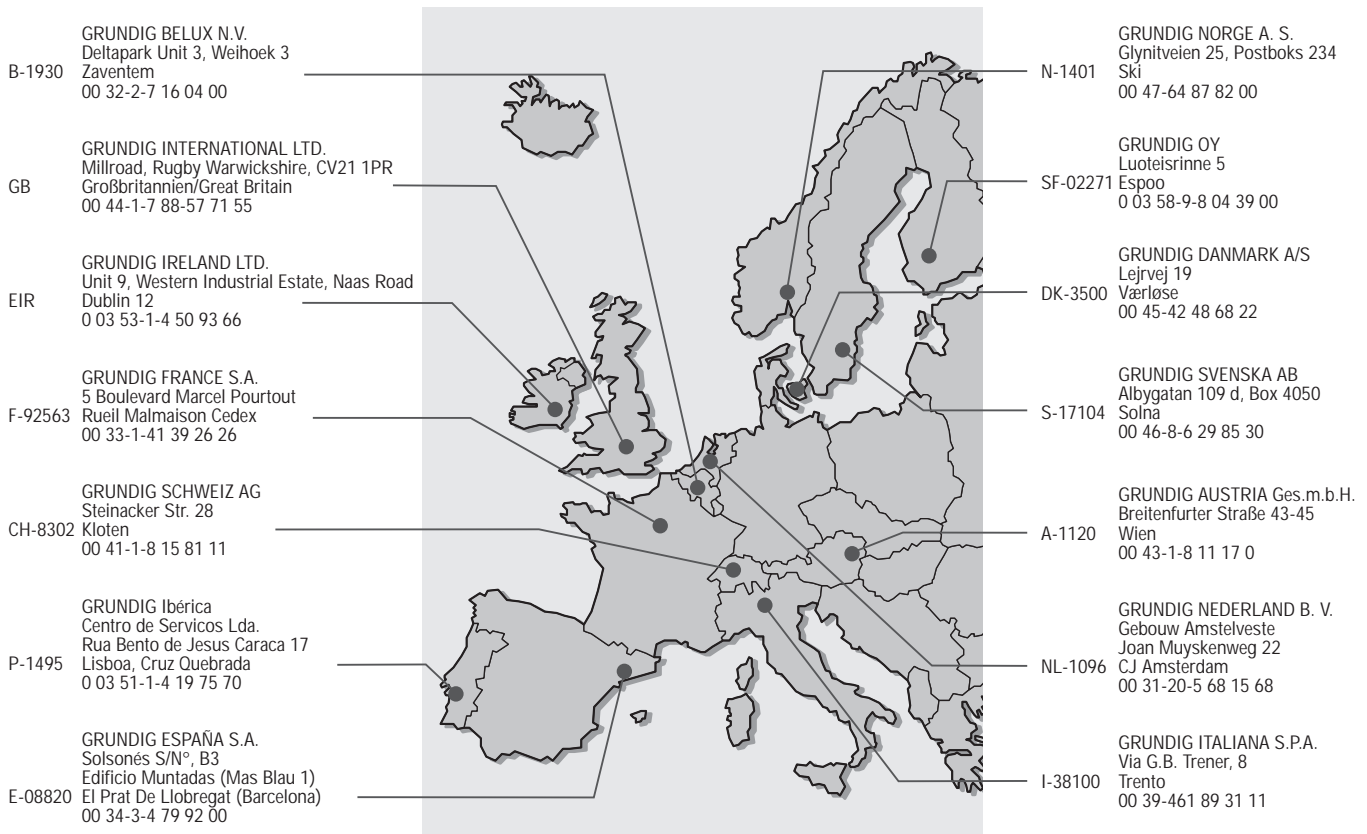 GRUNDIG BELUX N.V.
Deltapark Unit 3, Weihoek 3
B-1930 Zaventem
00 32-2-7 16 04 00
GRUNDIG INTERNATIONAL LTD.
Millroad, Rugby Warwickshire, CV21 1PR
GB Großbritannien/Great Britain
00 44-1-7 88-57 71 55
GRUNDIG IRELAND LTD.
Unit 9, Western Industrial Estate, Naas Road
EIR Dublin 12
0 03 53-1-4 50 93 66
GRUNDIG FRANCE S.A.
5 Boulevard Marcel Pourtout
F-92563 Rueil Malmaison Cedex
00 33-1-41 39 26 26
GRUNDIG SCHWEIZ AG
Steinacker Str. 28
CH-8302 Kloten
00 41-1-8 15 81 11
GRUNDIG Ibérica
Centro de Servicos Lda.
Rua Bento de Jesus Caraca 17
P-1495 Lisboa, Cruz Quebrada
0 03 51-1-4 19 75 70
GRUNDIG ESPAÑA S.A.
Solsonés S/N°, B3
Edificio Muntadas (Mas Blau 1)
E-08820 El Prat De Llobregat (Barcelona)
00 34-3-4 79 92 00
GRUNDIG NORGE A. S.
Glynitveien 25, Postboks 234
N-1401 Ski
00 47-64 87 82 00
GRUNDIG OY
Luoteisrinne 5
SF-02271 Espoo
0 03 58-9-8 04 39 00
GRUNDIG DANMARK A/S
Lejrvej 19
DK-3500 Værløse
00 45-42 48 68 22
GRUNDIG SVENSKA AB
Albygatan 109 d, Box 4050
S-17104 Solna
00 46-8-6 29 85 30
GRUNDIG AUSTRIA Ges.m.b.H.
Breitenfurter Straße 43-45
A-1120 Wien
00 43-1-8 11 17 0
GRUNDIG NEDERLAND B. V.
Gebouw Amstelveste
Joan Muyskenweg 22
NL-1096 CJ Amsterdam
00 31-20-5 68 15 68
GRUNDIG ITALIANA S.P.A.
Via G.B. Trener, 8
I-38100 Trento
00 39-461 89 31 11